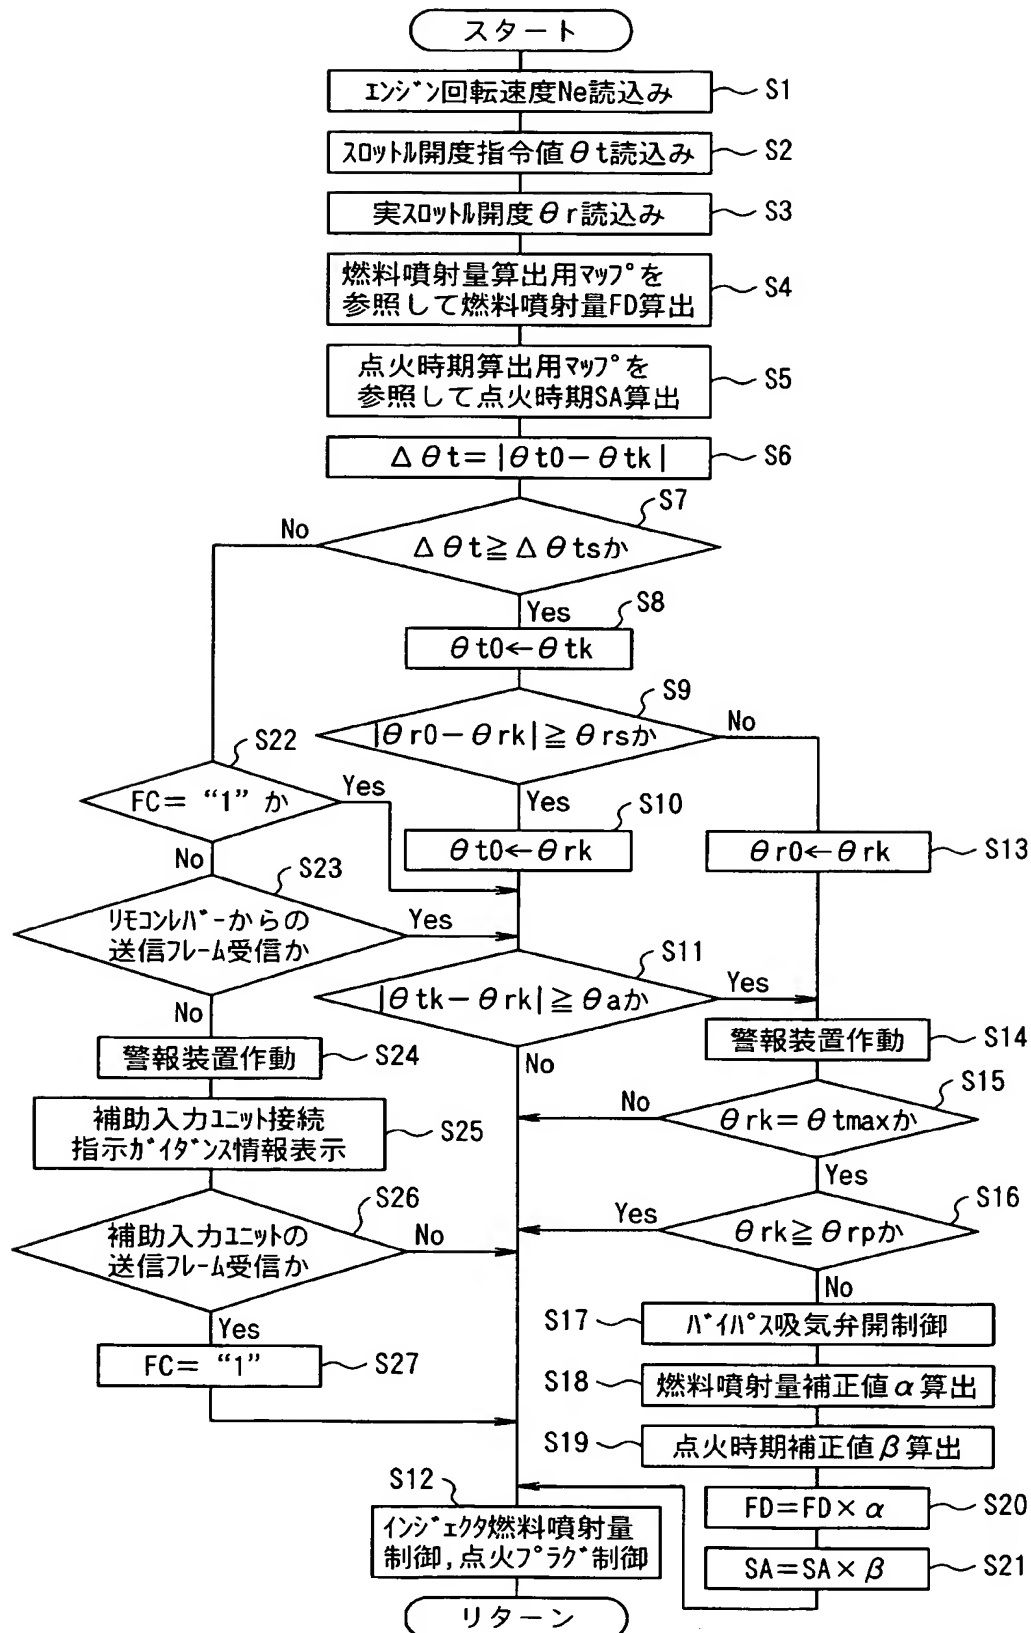 スタート
エンジン回転速度Ne読込み
S1
スロットル開度指令値θt読込み
S2
実スロットル開度θr読込み
S3
燃料噴射量算出用マップを
参照して燃料噴射量FD算出
S4
点火時期算出用マップを
参照して点火時期SA算出
S5
Δθt=|θt0-θtk|
S6
S7
No
Δθt≧Δθtsか
Yes
S8
θt0←θtk
S9
|θr0-θrk|≧θrsか
No
S22
FC= “1” か
Yes
Yes
S10
θt0←θrk
θr0←θrk
S13
No
S23
リモコンレバーからの
送信フレーム受信か
Yes
S11
|θtk-θrk|≧θaか
Yes
No
No
警報装置作動
S24
警報装置作動
S14
S15
No
θrk=θtmaxか
補助入力ユニット接続
指示ガイダンス情報表示
S25
Yes
S16
S26
Yes
θrk≧θrpか
補助入力ユニットの
送信フレーム受信か
No
No
S17
バイパス吸気弁開制御
Yes
FC= “1”
S27
S18
燃料噴射量補正値α算出
S19
点火時期補正値β算出
S12
インジェクタ燃料噴射量
制御,点火プラグ制御
FD=FD×α
S20
SA=SA×β
S21
リターン